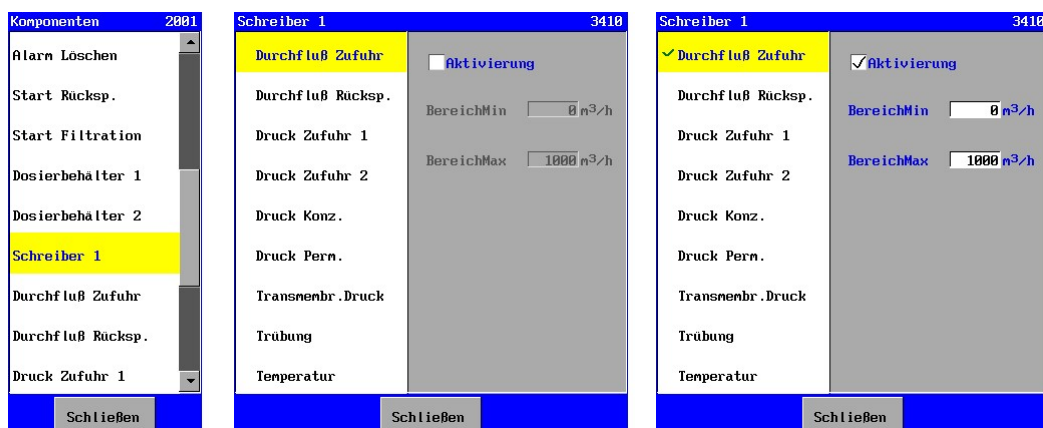 Komponenten 2001
Alarm Löschen
Start Rücksp.
Start Filtration
Dosierbehälter 1
Dosierbehälter 2
Schreiber 1
Durchfluß Zufuhr
Durchfluß Rücksp.
Druck Zufuhr 1
Schließen
Schreiber 1 3410
Durchfluß Zufuhr
Durchfluß Rücksp.
Druck Zufuhr 1
Druck Zufuhr 2
Druck Konz.
Druck Perm.
Transmembr.Druck
Trübung
Temperatur
Aktivierung
BereichMin 0 m³/h
BereichMax 1000 m³/h
Schließen
Schreiber 1 3410
Durchfluß Zufuhr
Durchfluß Rücksp.
Druck Zufuhr 1
Druck Zufuhr 2
Druck Konz.
Druck Perm.
Transmembr.Druck
Trübung
Temperatur
Aktivierung
BereichMin 0 m³/h
BereichMax 1000 m³/h
Schließen